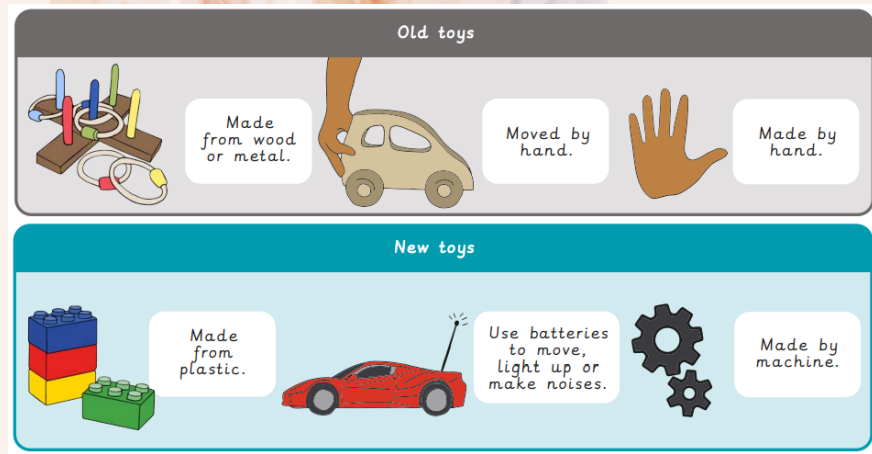 Old toys
Made
from wood
or metal.
Moved by
hand.
Made by
hand.
New toys
Made
from
plastic.
Use batteries
to move,
light up or
make noises.
Made by
machine.